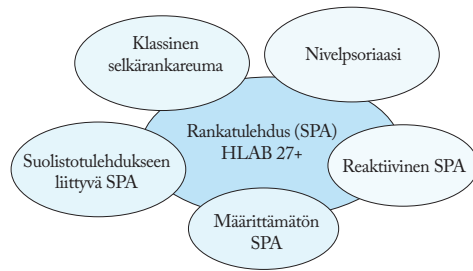 Klassinen
selkärankareuma
Nivelpsoriaasi
Rankatulehdus (SPA)
HLAB 27+
Suolistotulehdukseen
liittyvä SPA
Reaktiivinen SPA
Määrittämätön
SPA